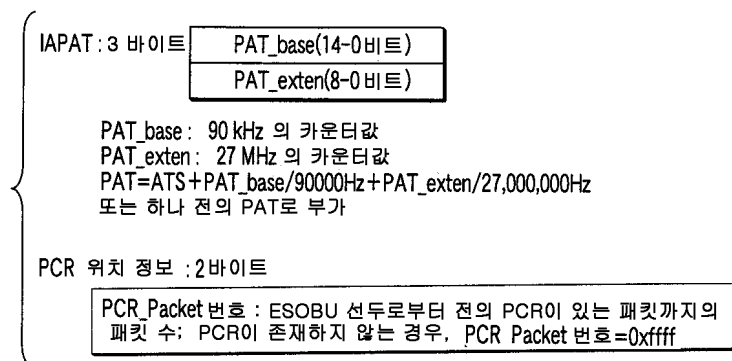 IAPAT : 3 바이트
PAT_base(14-0비트)
PAT_exten(8-0비트)
PAT_base : 90 kHz 의 카운터값
PAT_exten : 27 MHz 의 카운터값
PAT=ATS+PAT_base/90000Hz+PAT_exten/27,000,000Hz
또는 하나 전의 PAT로 부가
PCR 위치 정보 : 2바이트
PCR_Packet 번호 : ESOBU 선두로부터 전의 PCR이 있는 패킷까지의
패킷 수; PCR이 존재하지 않는 경우, PCR Packet 번호=0xffff